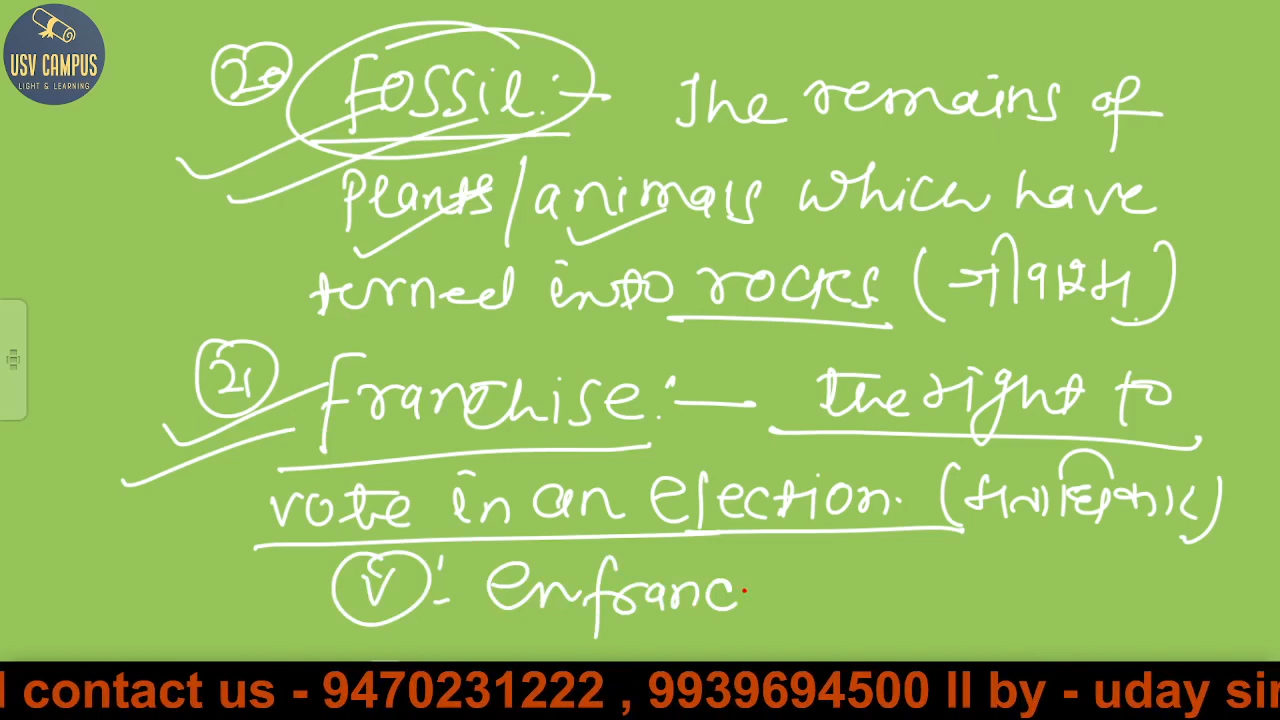 USV CAMPUS
LIGHT & LEARNING
20 Fossil :- The remains of
plants/animals which have
turned into rocks (जीवाश्म)
21 Franchise :- the right to
vote in an election. (मताधिकार)
V : enfranc
l contact us - 9470231222 , 9939694500 ll by - uday sin